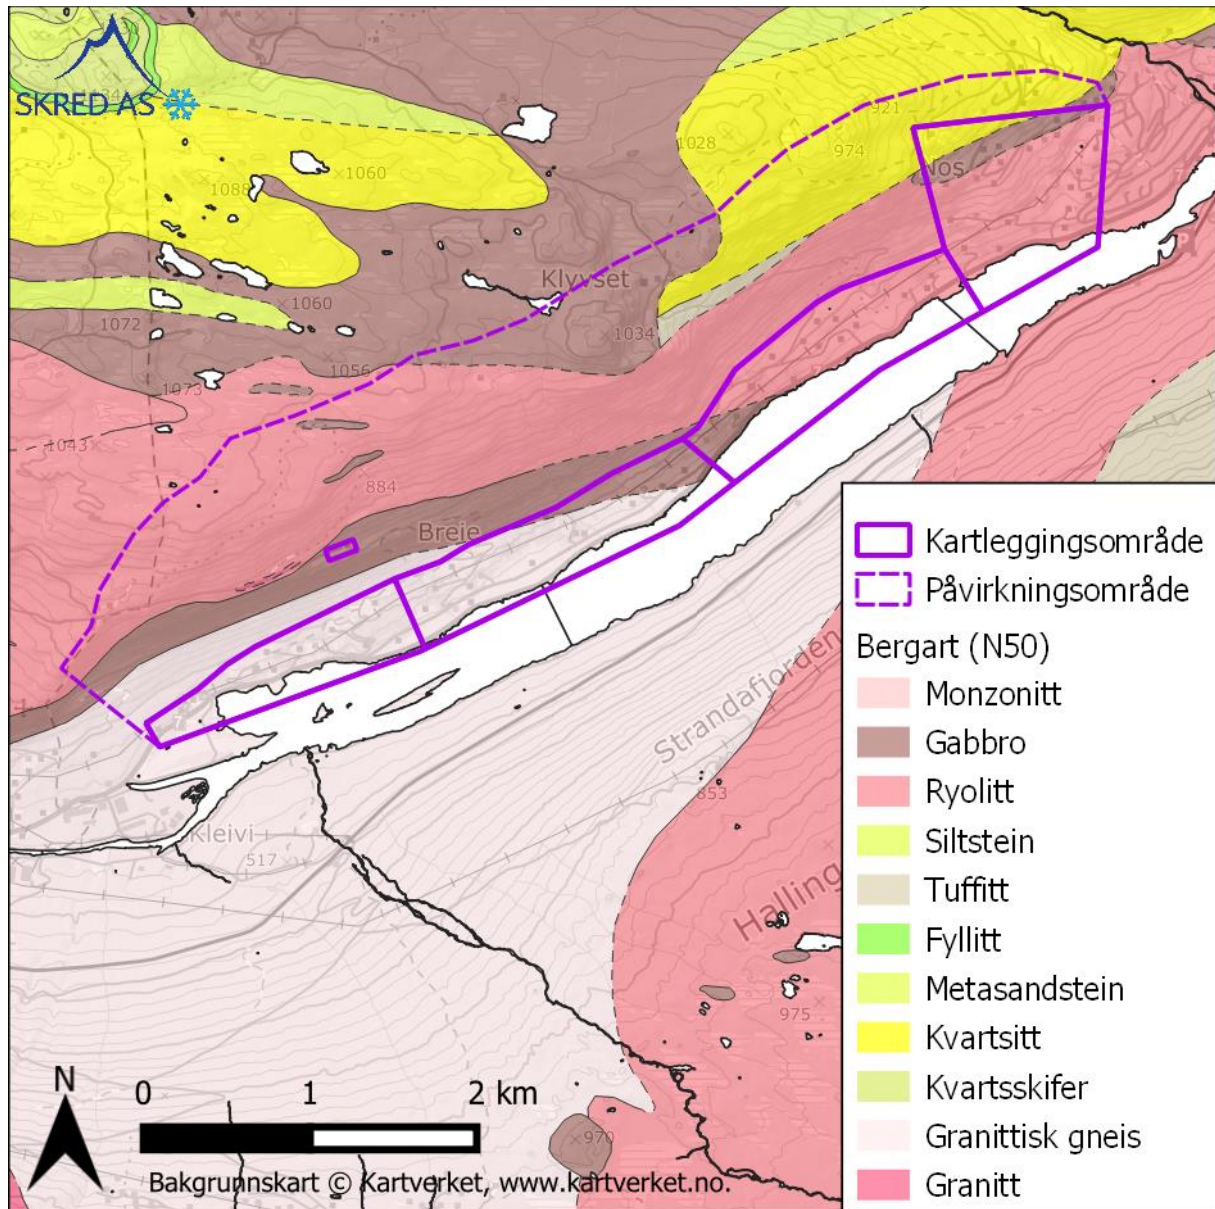 SKRED AS
921
1028
974
1060
Nos
1088
Klyvset
1060
1034
1072
1056
1073
1043
884
Breie
Kartleggingsområde
Påvirkningsområde
Bergart (N50)
Monzonitt
Gabbro
Ryolitt
Siltstein
Tuffitt
Fyllitt
Metasandstein
Kvartsitt
Kvartsskifer
Granittisk gneis
Granitt
Strandafjorden
853
Kleivi
517
Halling
975
N
0 1 2 km
970
Bakgrunnskart © Kartverket, www.kartverket.no.